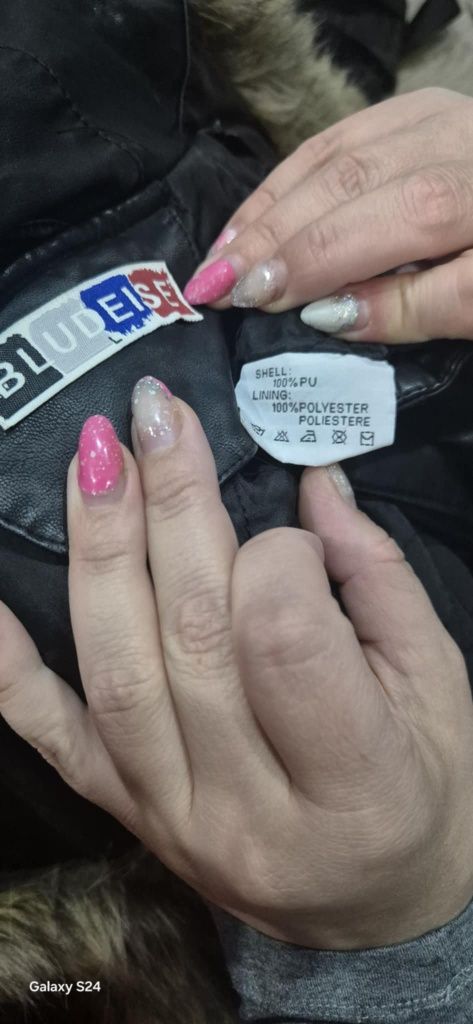 BLUDEISE
SHELL:
100%PU
LINING:
100%POLYESTER
POLIESTERE
Galaxy S24